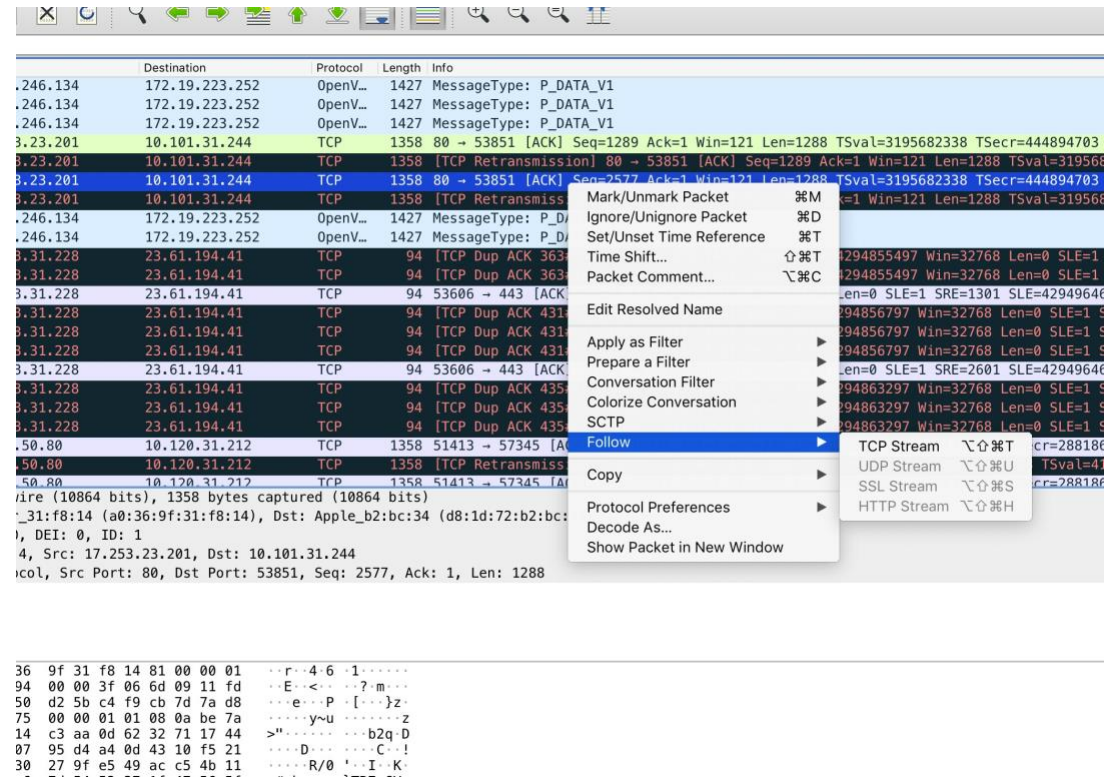 Destination Protocol Length Info
.246.134 172.19.223.252 OpenV… 1427 MessageType: P_DATA_V1
.246.134 172.19.223.252 OpenV… 1427 MessageType: P_DATA_V1
.246.134 172.19.223.252 OpenV… 1427 MessageType: P_DATA_V1
3.23.201 10.101.31.244 TCP 1358 80 → 53851 [ACK] Seq=1289 Ack=1 Win=121 Len=1288 TSval=3195682338 TSecr=444894703
3.23.201 10.101.31.244 TCP 1358 [TCP Retransmission] 80 → 53851 [ACK] Seq=1289 Ack=1 Win=121 Len=1288 TSval=319568
3.23.201 10.101.31.244 TCP 1358 80 → 53851 [ACK] Seq=2577 Ack=1 Win=121 Len=1288 TSval=3195682338 TSecr=444894703
3.23.201 10.101.31.244 TCP 1358 [TCP Retransmiss k=1 Win=121 Len=1288 TSval=319568
.246.134 172.19.223.252 OpenV… 1427 MessageType: P_D
.246.134 172.19.223.252 OpenV… 1427 MessageType: P_D
3.31.228 23.61.194.41 TCP 94 [TCP Dup ACK 363 4294855497 Win=32768 Len=0 SLE=1
3.31.228 23.61.194.41 TCP 94 [TCP Dup ACK 363 4294855497 Win=32768 Len=0 SLE=1
3.31.228 23.61.194.41 TCP 94 53606 → 443 [ACK Len=0 SLE=1 SRE=1301 SLE=42949646
3.31.228 23.61.194.41 TCP 94 [TCP Dup ACK 431 294856797 Win=32768 Len=0 SLE=1 S
3.31.228 23.61.194.41 TCP 94 [TCP Dup ACK 431 294856797 Win=32768 Len=0 SLE=1 S
3.31.228 23.61.194.41 TCP 94 [TCP Dup ACK 431 294856797 Win=32768 Len=0 SLE=1 S
3.31.228 23.61.194.41 TCP 94 53606 → 443 [ACK Len=0 SLE=1 SRE=2601 SLE=42949646
3.31.228 23.61.194.41 TCP 94 [TCP Dup ACK 435 294863297 Win=32768 Len=0 SLE=1 S
3.31.228 23.61.194.41 TCP 94 [TCP Dup ACK 435 294863297 Win=32768 Len=0 SLE=1 S
3.31.228 23.61.194.41 TCP 94 [TCP Dup ACK 435 294863297 Win=32768 Len=0 SLE=1 S
.50.80 10.120.31.212 TCP 1358 51413 → 57345 [A cr=288186
.50.80 10.120.31.212 TCP 1358 [TCP Retransmiss TSval=41
.50.80 10.120.31.212 TCP 1358 51413 → 57345 [A cr=288186
Mark/Unmark Packet ⌘M
Ignore/Unignore Packet ⌘D
Set/Unset Time Reference ⌘T
Time Shift... ⇧⌘T
Packet Comment... ⌥⌘C
Edit Resolved Name
Apply as Filter
Prepare a Filter
Conversation Filter
Colorize Conversation
SCTP
Follow
Copy
Protocol Preferences
Decode As...
Show Packet in New Window
TCP Stream ⌥⇧⌘T
UDP Stream ⌥⇧⌘U
SSL Stream ⌥⇧⌘S
HTTP Stream ⌥⇧⌘H
wire (10864 bits), 1358 bytes captured (10864 bits)
_31:f8:14 (a0:36:9f:31:f8:14), Dst: Apple_b2:bc:34 (d8:1d:72:b2:bc:
), DEI: 0, ID: 1
4, Src: 17.253.23.201, Dst: 10.101.31.244
ocol, Src Port: 80, Dst Port: 53851, Seq: 2577, Ack: 1, Len: 1288
36 9f 31 f8 14 81 00 00 01 ··r··4·6 ·1······
94 00 00 3f 06 6d 09 11 fd ··E··<·· ··?·m···
50 d2 5b c4 f9 cb 7d 7a d8 ···e···P ·[···}z·
75 00 00 01 01 08 0a be 7a ·····y~u ·······z
14 c3 aa 0d 62 32 71 17 44 >"······ ···b2q·D
07 95 d4 a4 0d 43 10 f5 21 ····D··· ····C··!
30 27 9f e5 49 ac c5 4b 11 ·····R/0 '··I··K·